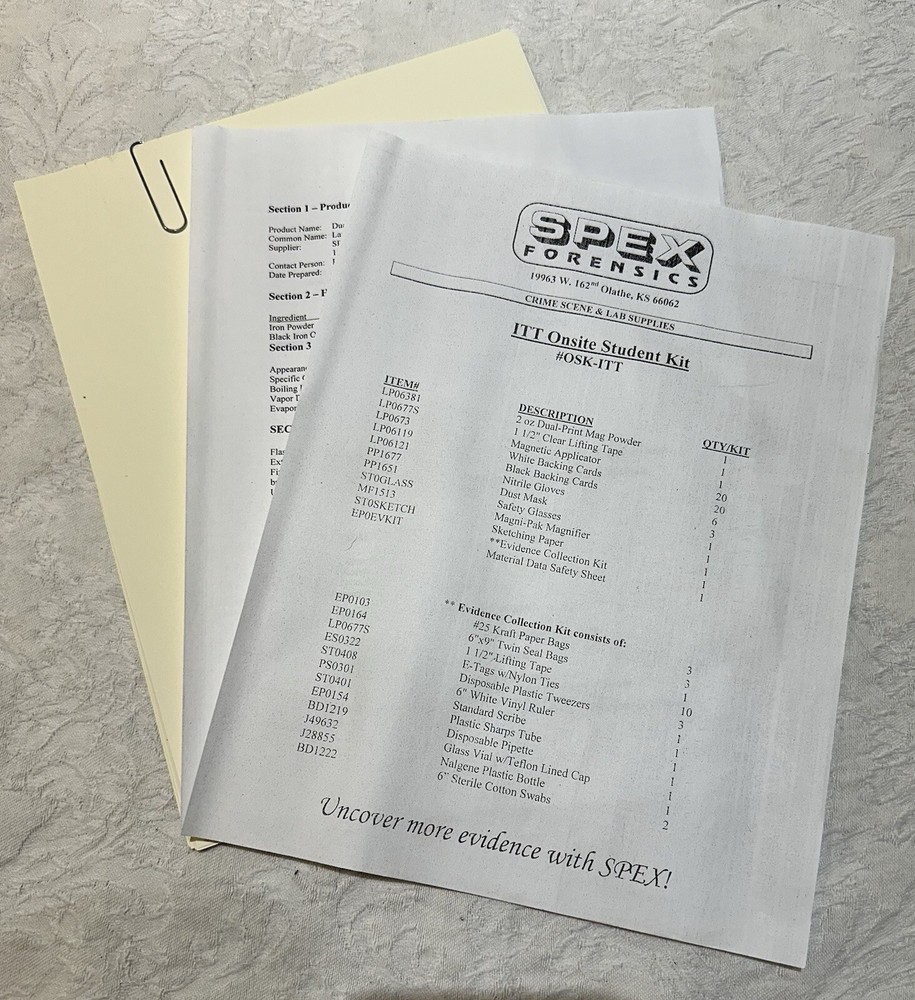 Section 1 – Produ
Product Name: Du
Common Name: La
Supplier:
Contact Person:
Date Prepared:
Section 2 – F
Ingredient
Iron Powder
Black Iron
Section 3
Appearan
Specific
Boiling
Vapor
Evapor
SEC
SPEX
FORENSICS
19963 W. 162nd Olathe, KS 66062
CRIME SCENE & LAB SUPPLIES
ITT Onsite Student Kit
#OSK-ITT
ITEM# DESCRIPTION QTY/KIT
LP06381 2 oz Dual-Print Mag Powder 1
LP0677S 1 1/2" Clear Lifting Tape 1
LP0673 Magnetic Applicator 1
LP06119 White Backing Cards 20
LP06121 Black Backing Cards 20
PP1677 Nitrile Gloves 6
PP1651 Dust Mask 3
ST0GLASS Safety Glasses 1
MF1513 Magni-Pak Magnifier 1
ST0SKETCH Sketching Paper 1
EP0EVKIT **Evidence Collection Kit 1
Material Data Safety Sheet
** Evidence Collection Kit consists of:
EP0103 #25 Kraft Paper Bags 3
EP0164 6"x9" Twin Seal Bags 3
LP0677S 1 1/2" Lifting Tape 1
ES0322 E-Tags w/Nylon Ties 10
ST0408 Disposable Plastic Tweezers 3
PS0301 6" White Vinyl Ruler 1
ST0401 Standard Scribe 1
EP0154 Plastic Sharps Tube 1
BD1219 Disposable Pipette 1
J49632 Glass Vial w/Teflon Lined Cap 1
J28855 Nalgene Plastic Bottle 1
BD1222 6" Sterile Cotton Swabs 2
Uncover more evidence with SPEX!